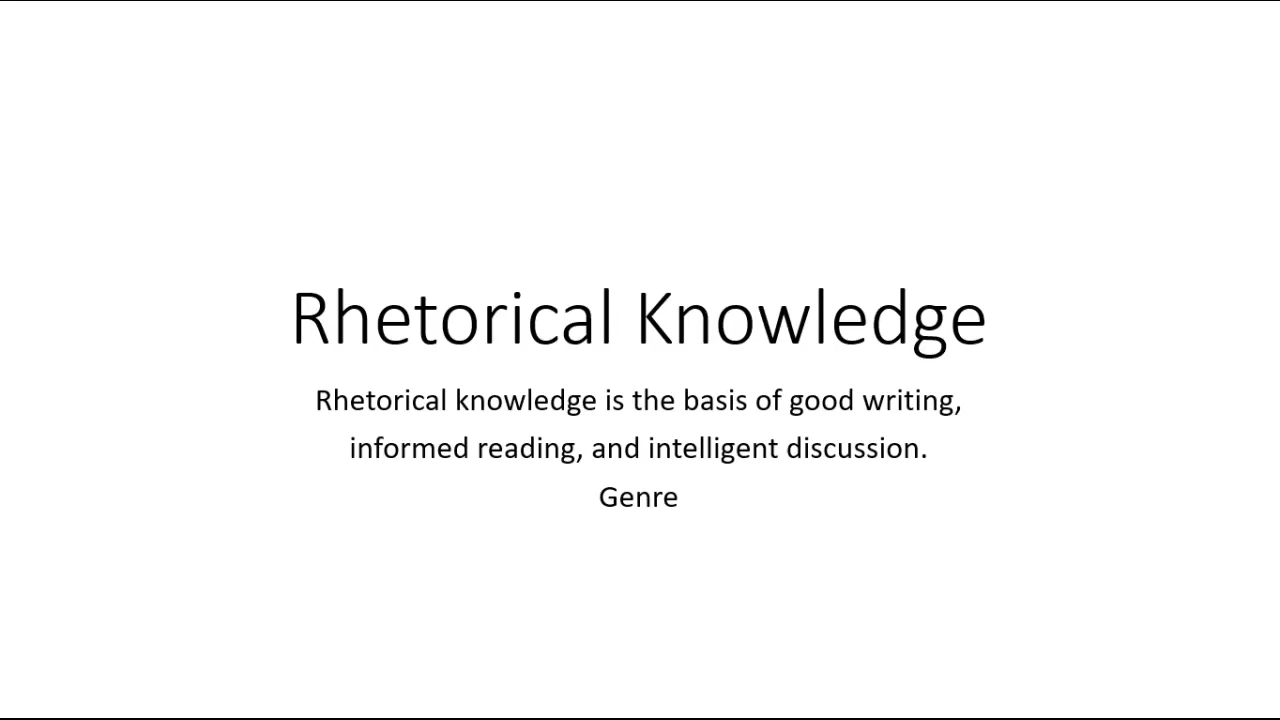 Rhetorical Knowledge
Rhetorical knowledge is the basis of good writing,
informed reading, and intelligent discussion.
Genre